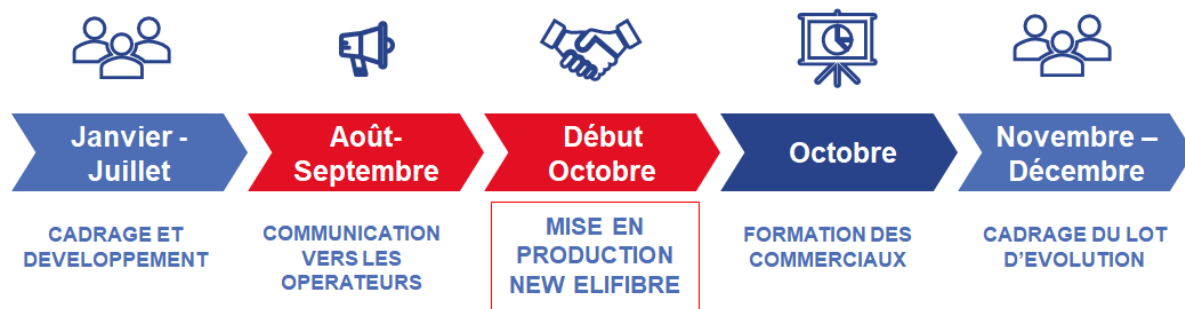 Janvier -
Juillet
Août-
Septembre
Début
Octobre
Octobre
Novembre –
Décembre
CADRAGE ET
DEVELOPPEMENT
COMMUNICATION
VERS LES
OPERATEURS
MISE EN
PRODUCTION
NEW ELIFIBRE
FORMATION DES
COMMERCIAUX
CADRAGE DU LOT
D’EVOLUTION